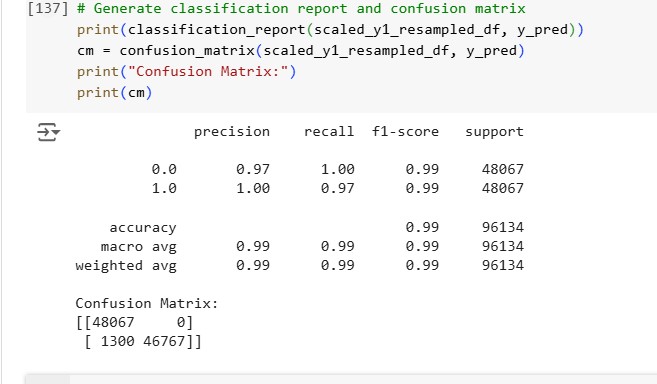 [137] # Generate classification report and confusion matrix
print(classification_report(scaled_y1_resampled_df, y_pred))
cm = confusion_matrix(scaled_y1_resampled_df, y_pred)
print("Confusion Matrix:")
print(cm)
precision recall f1-score support
0.0 0.97 1.00 0.99 48067
1.0 1.00 0.97 0.99 48067
accuracy 0.99 96134
macro avg 0.99 0.99 0.99 96134
weighted avg 0.99 0.99 0.99 96134
Confusion Matrix:
[[48067 0]
[ 1300 46767]]